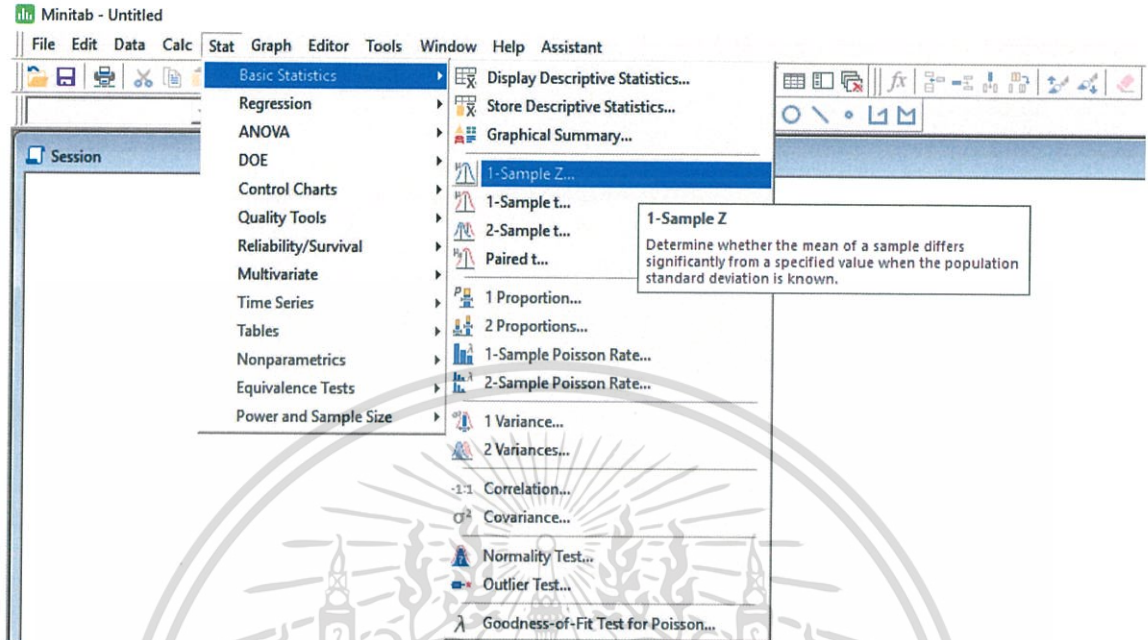 Minitab - Untitled
File Edit Data Calc Stat Graph Editor Tools Window Help Assistant
Basic Statistics
Regression
ANOVA
DOE
Control Charts
Quality Tools
Reliability/Survival
Multivariate
Time Series
Tables
Nonparametrics
Equivalence Tests
Power and Sample Size
Display Descriptive Statistics...
Store Descriptive Statistics...
Graphical Summary...
1-Sample Z...
1-Sample t...
2-Sample t...
Paired t...
1 Proportion...
2 Proportions...
1-Sample Poisson Rate...
2-Sample Poisson Rate...
1 Variance...
2 Variances...
Correlation...
Covariance...
Normality Test...
Outlier Test...
Goodness-of-Fit Test for Poisson...
1-Sample Z
Determine whether the mean of a sample differs
significantly from a specified value when the population
standard deviation is known.
Session
fx
-1:1
σ²
λ